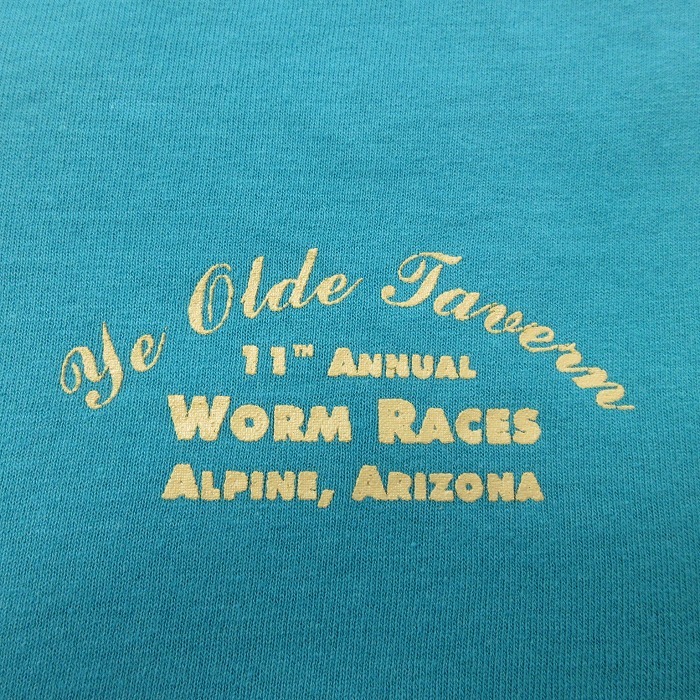 Ye Olde Tavern
11TH ANNUAL
WORM RACES
ALPINE, ARIZONA